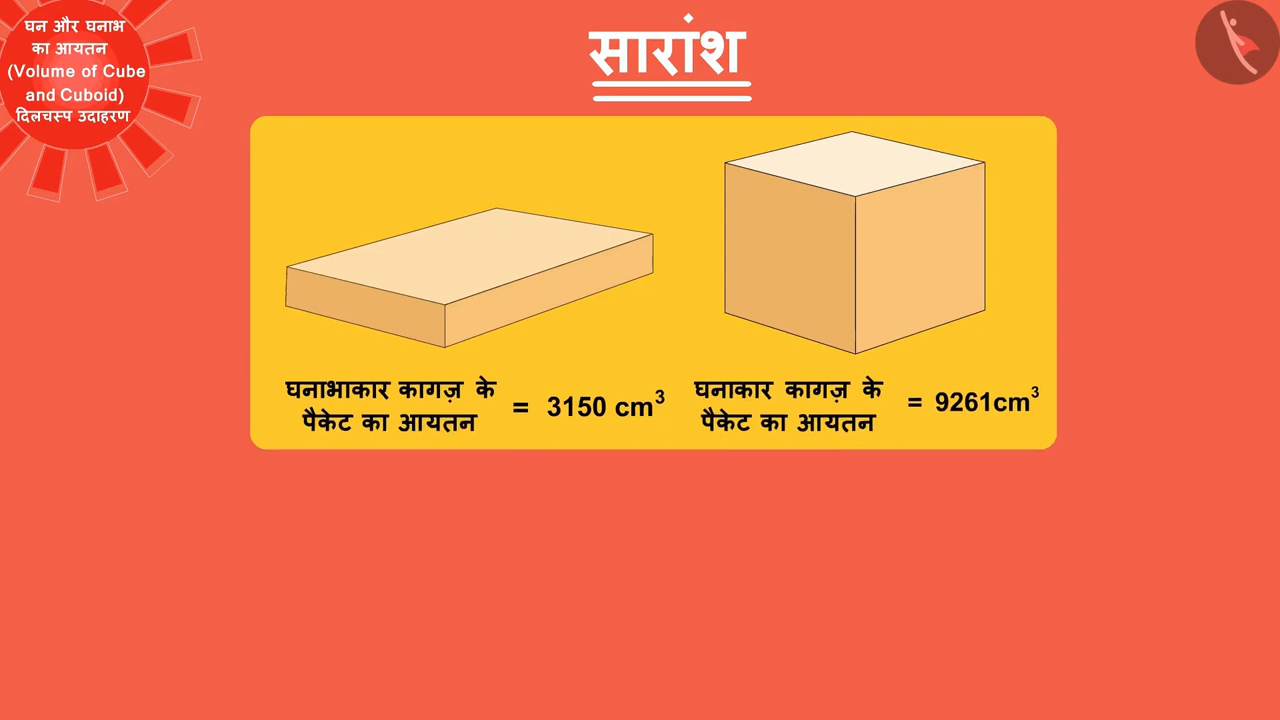 घन और घनाभ
का आयतन
(Volume of Cube
and Cuboid)
दिलचस्प उदाहरण
सारांश
घनाभाकार कागज़ के
पैकेट का आयतन = 3150 cm³
घनाकार कागज़ के
पैकेट का आयतन = 9261cm³